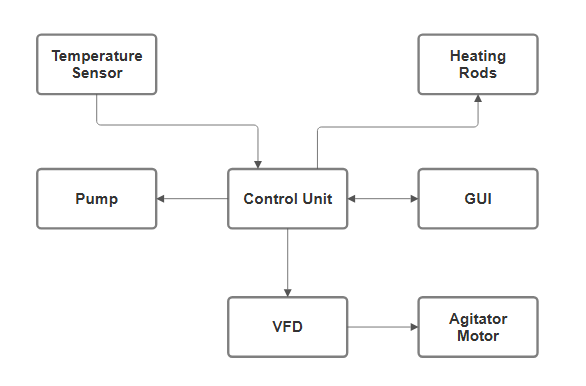 Temperature
Sensor
Heating
Rods
Pump
Control Unit
GUI
VFD
Agitator
Motor